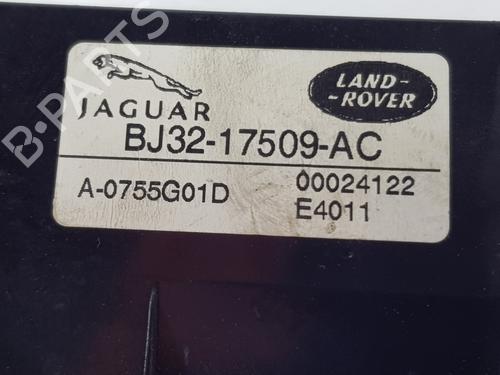 JAGUAR
LAND-
-ROVER
BJ32-17509-AC
A-0755G01D
00024122
E4011
B-PARTS